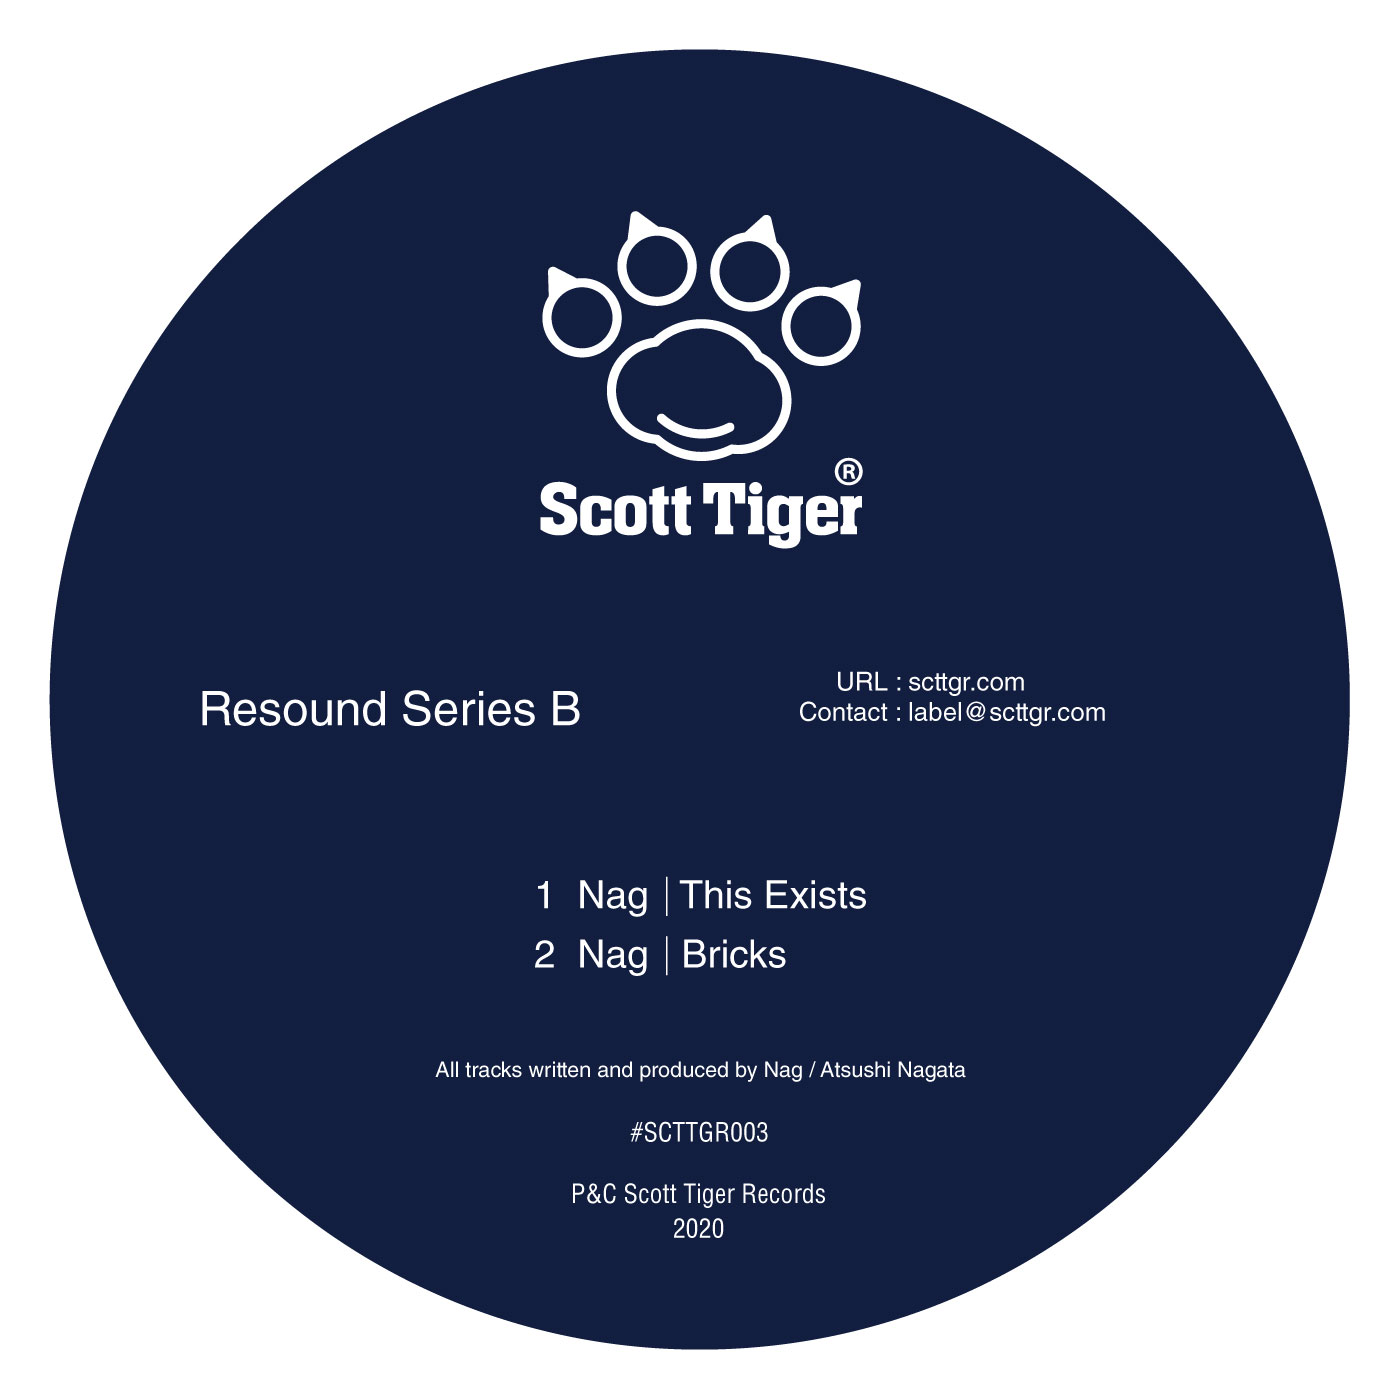 Scott Tiger®
Resound Series B
URL : scttgr.com
Contact : label@scttgr.com
1 Nag | This Exists
2 Nag | Bricks
All tracks written and produced by Nag / Atsushi Nagata
#SCTTGR003
P&C Scott Tiger Records
2020